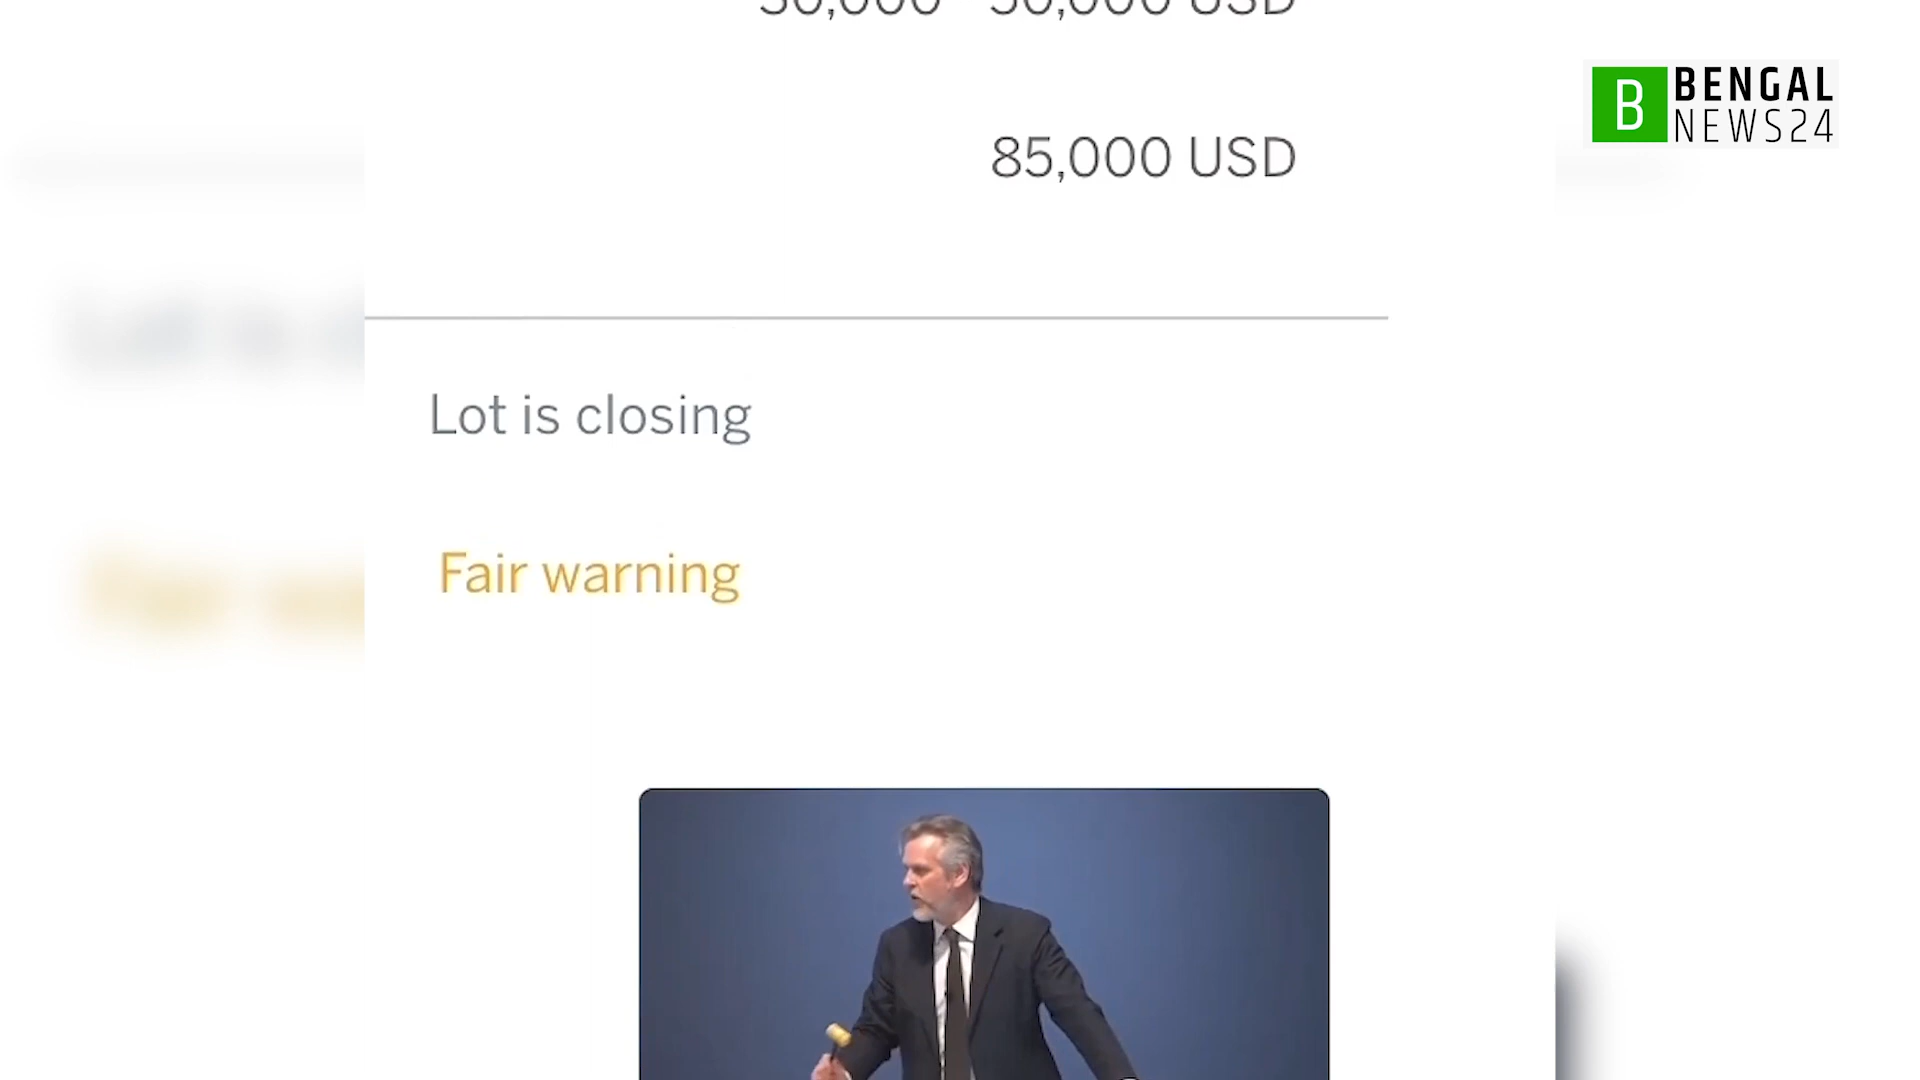 85,000 USD
B BENGAL
NEWS24
Lot is closing
Fair warning